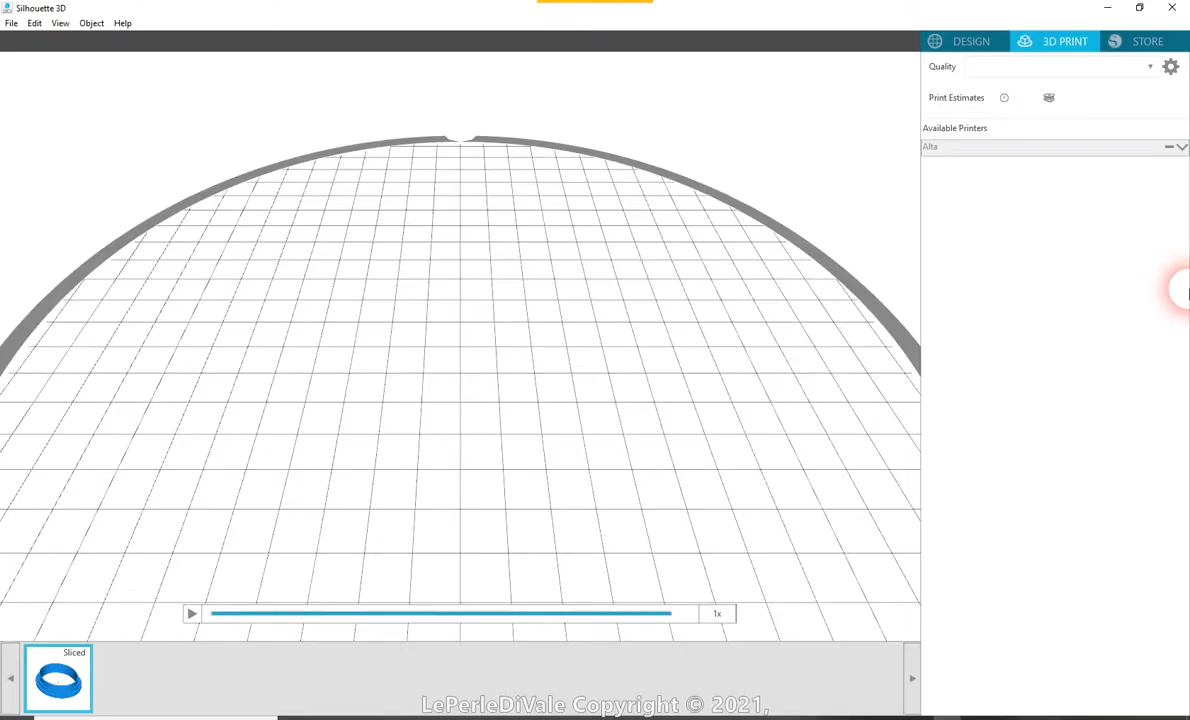 Silhouette 3D
File Edit View Object Help
DESIGN 3D PRINT STORE
Quality
Print Estimates
Available Printers
Alta
1x
Sliced
LePerleDiVale Copyright © 2021,